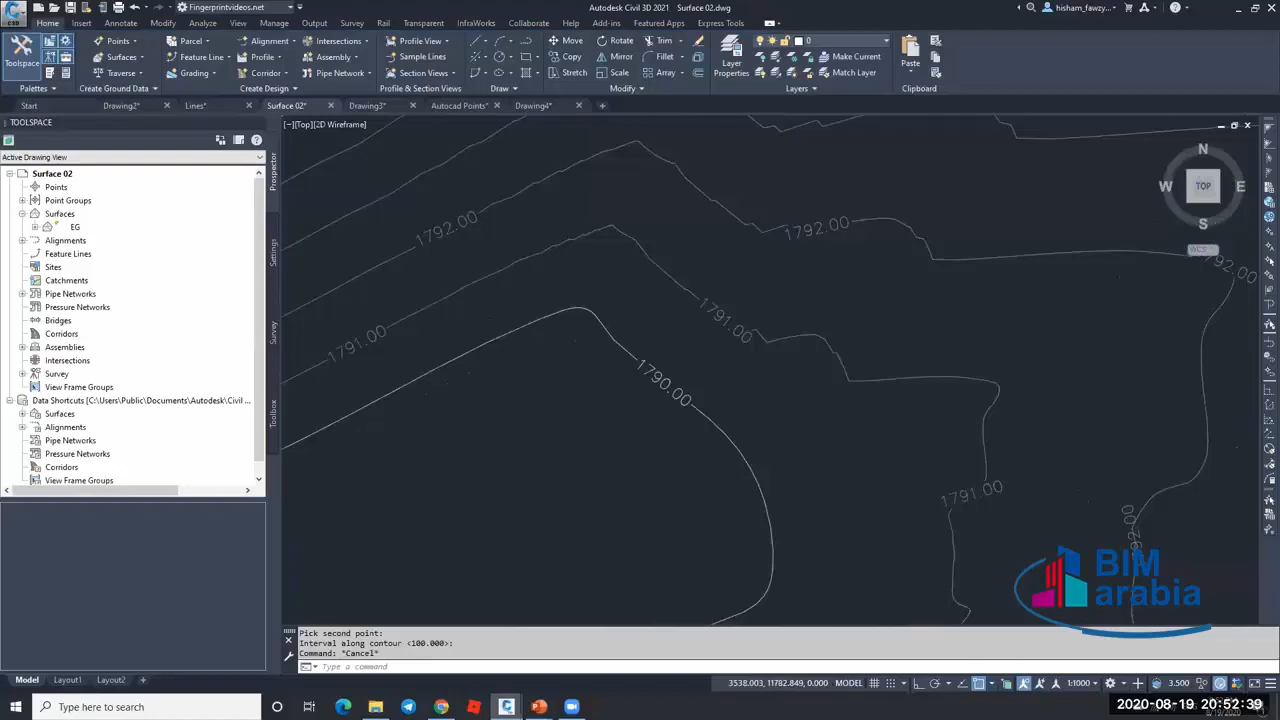 C3D
Fingerprintvideos.net
Autodesk Civil 3D 2021 Surface 02.dwg
hisham_fawzy...
Home Insert Annotate Modify Analyze View Manage Output Survey Rail Transparent InfraWorks Collaborate Help Add-ins Featured Apps Express Tools
Toolspace
Palettes
Points
Surfaces
Traverse
Create Ground Data
Parcel
Feature Line
Grading
Alignment
Profile
Corridor
Intersections
Assembly
Pipe Network
Create Design
Profile View
Sample Lines
Section Views
Profile & Section Views
Draw
Move
Copy
Stretch
Rotate
Mirror
Scale
Trim
Fillet
Array
Modify
Layer Properties
0
Make Current
Match Layer
Layers
Paste
Clipboard
Start Drawing2* Lines* Surface 02* Drawing3* Autocad Points* Drawing4*
TOOLSPACE
Active Drawing View
Surface 02
Points
Point Groups
Surfaces
EG
Alignments
Feature Lines
Sites
Catchments
Pipe Networks
Pressure Networks
Bridges
Corridors
Assemblies
Intersections
Survey
View Frame Groups
Data Shortcuts [C:\Users\Public\Documents\Autodesk\Civil ...
Surfaces
Alignments
Pipe Networks
Pressure Networks
Corridors
View Frame Groups
Prospector
Settings
Survey
Toolbox
[−][Top][2D Wireframe]
N
W TOP E
S
WCS
1792.00
1792.00
1792.00
1791.00
1791.00
1790.00
1791.00
BIM
arabia
Pick second point:
Interval along contour <100.000>:
Command: *Cancel*
Type a command
Model Layout1 Layout2
3538.003, 11782.849, 0.000 MODEL
1:1000
3.500
Type here to search
2020-08-19 20:52:39